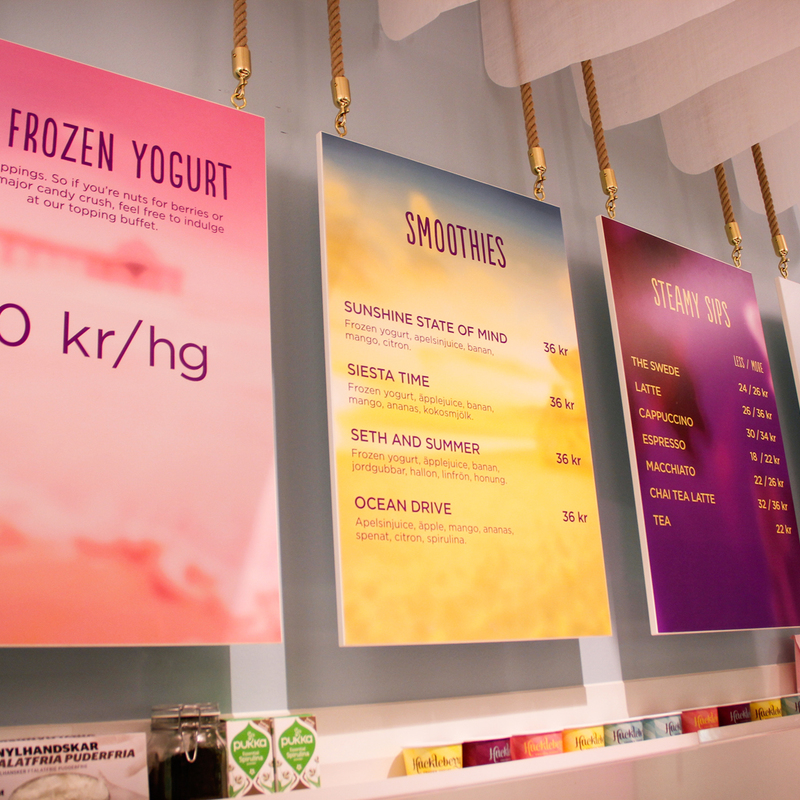 FROZEN YOGURT
ppings. So if you're nuts for berries or
major candy crush, feel free to indulge
at our topping buffet.
0 kr/hg
SMOOTHIES
SUNSHINE STATE OF MIND
Frozen yogurt, apelsinjuice, banan,
mango, citron.
36 kr
SIESTA TIME
Frozen yogurt, äpplejuice, banan,
mango, ananas, kokosmjölk.
36 kr
SETH AND SUMMER
Frozen yogurt, äpplejuice, banan,
jordgubbar, hallon, linfrön, honung.
36 kr
OCEAN DRIVE
Apelsinjuice, äpple, mango, ananas,
spenat, citron, spirulina.
36 kr
STEAMY SIPS
LESS / MORE
THE SWEDE 24 / 26 kr
LATTE 26 / 36 kr
CAPPUCCINO 30 / 34 kr
ESPRESSO 18 / 22 kr
MACCHIATO 22 / 26 kr
CHAI TEA LATTE 32 / 36 kr
TEA 22 kr
NYLHANDSKAR
ALATFRIA PUDERFRIA
pukka
Spirulina
pukka
Spirulina